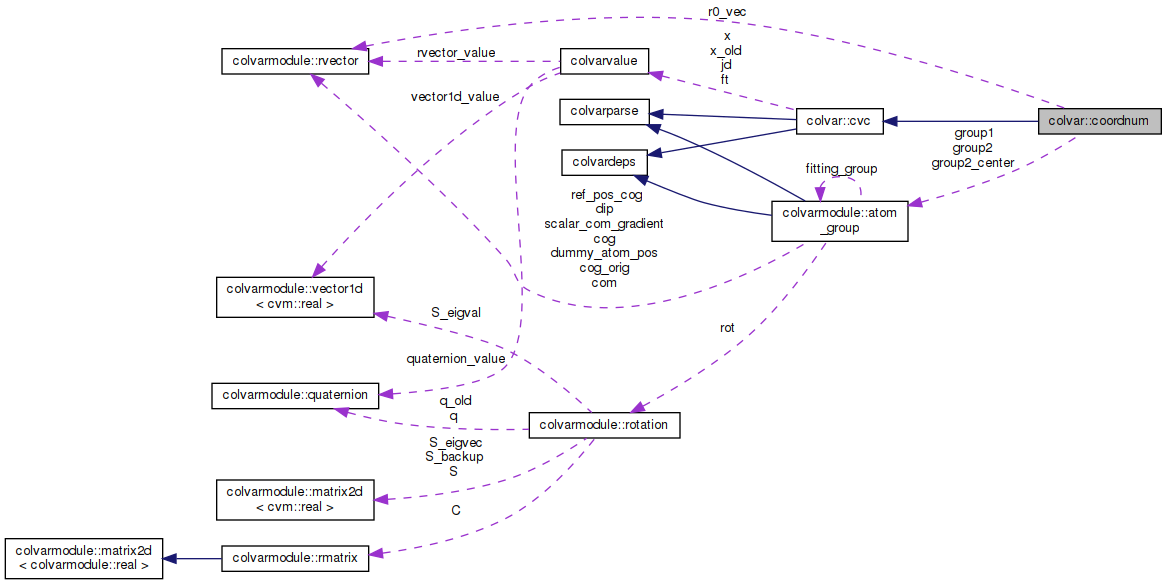 r0_vec
colvarmodule::rvector
rvector_value
colvarvalue
x
x_old
jd
ft
vector1d_value
colvarparse
colvar::cvc
colvar::coordnum
colvardeps
group1
group2
group2_center
fitting_group
ref_pos_cog
dip
scalar_com_gradient
cog
dummy_atom_pos
cog_orig
com
colvarmodule::atom
_group
colvarmodule::vector1d
< cvm::real >
S_eigval
rot
quaternion_value
colvarmodule::quaternion
q_old
q
colvarmodule::rotation
S_eigvec
S_backup
S
colvarmodule::matrix2d
< cvm::real >
C
colvarmodule::matrix2d
< colvarmodule::real >
colvarmodule::rmatrix